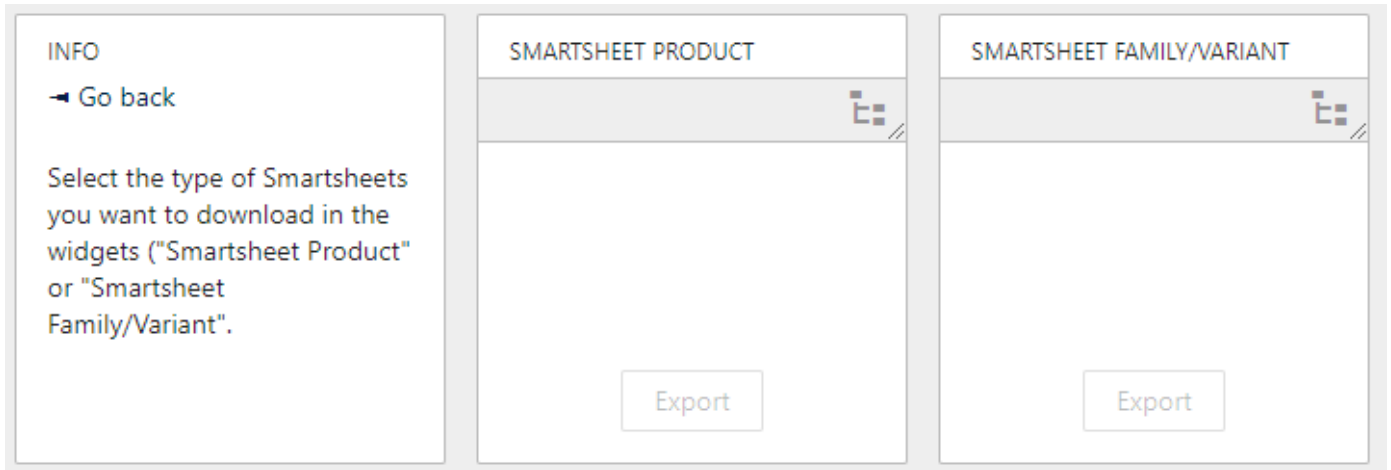 INFO
Go back
Select the type of Smartsheets
you want to download in the
widgets ("Smartsheet Product"
or "Smartsheet
Family/Variant".
SMARTSHEET PRODUCT
Export
SMARTSHEET FAMILY/VARIANT
Export